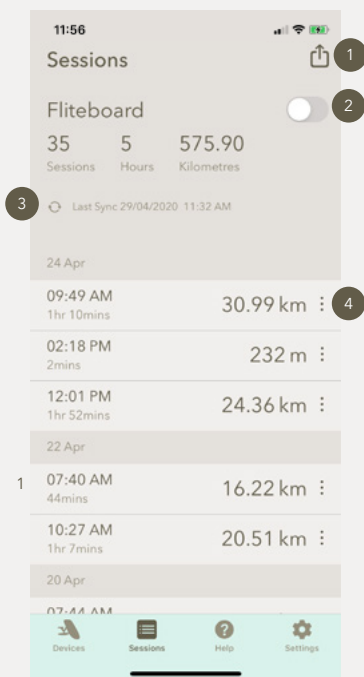 11:56
Sessions
1
Fliteboard
2
35 5 575.90
Sessions Hours Kilometres
3 Last Sync 29/04/2020 11:32 AM
24 Apr
09:49 AM
30.99 km 4
1hr 10mins
02:18 PM
232 m
2mins
12:01 PM
24.36 km
1hr 52mins
22 Apr
1 07:40 AM
16.22 km
44mins
10:27 AM
20.51 km
1hr 7mins
20 Apr
07:44 AM
Devices Sessions Help Settings